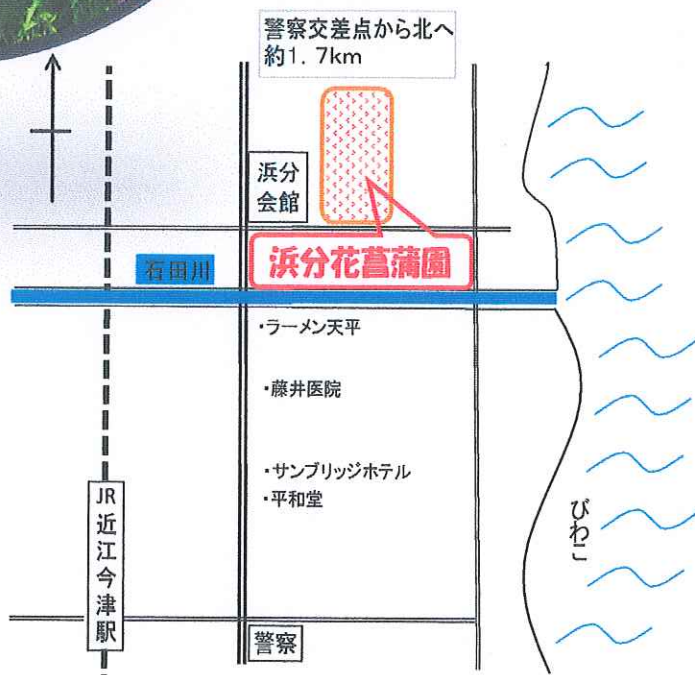 警察交差点から北へ
約1.7km
浜分
会館
浜分花菖蒲園
石田川
・ラーメン天平
・藤井医院
・サンブリッジホテル
・平和堂
びわこ
JR
近江今津駅
警察